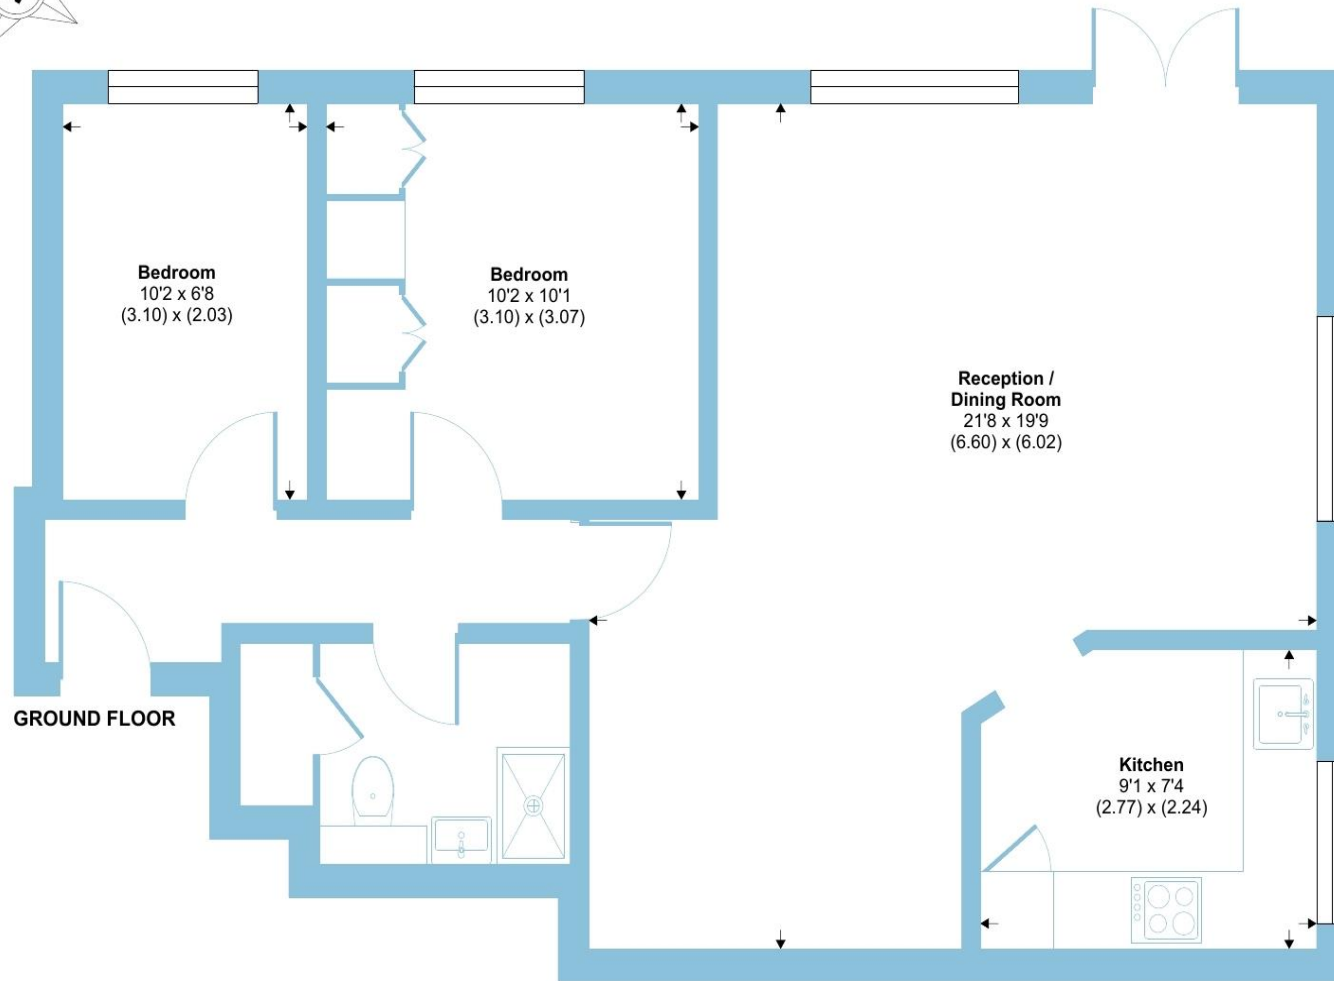 Bedroom
10'2 x 6'8
(3.10) x (2.03)
Bedroom
10'2 x 10'1
(3.10) x (3.07)
Reception /
Dining Room
21'8 x 19'9
(6.60) x (6.02)
GROUND FLOOR
Kitchen
9'1 x 7'4
(2.77) x (2.24)